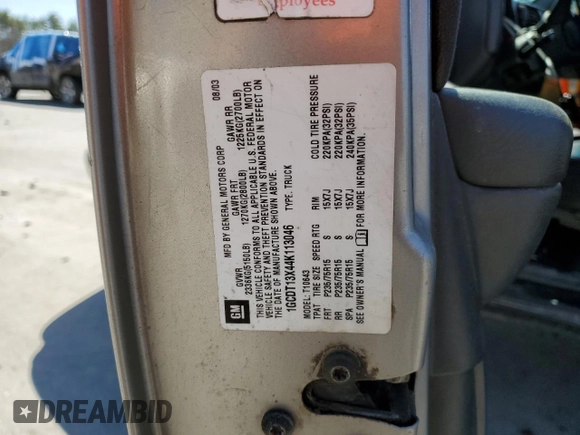 employees
MFD BY GENERAL MOTORS CORP 08/03
GVWR GAWR FRT GAWR RR
2336KG(5150LB) 1270KG(2800LB) 1225KG(2700LB)
THIS VEHICLE CONFORMS TO ALL APPLICABLE U.S. FEDERAL MOTOR
VEHICLE SAFETY AND THEFT PREVENTION STANDARDS IN EFFECT ON
THE DATE OF MANUFACTURE SHOWN ABOVE.
1GCDT13X44K113046 TYPE: TRUCK
MODEL: T10643
TPAT TIRE SIZE SPEED RTG RIM COLD TIRE PRESSURE
FRT P235/75R15 S 15X7J 220KPA(32PSI)
RR P235/75R15 S 15X7J 220KPA(32PSI)
SPA P235/75R15 S 15X7J 240KPA(35PSI)
SEE OWNER'S MANUAL FOR MORE INFORMATION.
GM
DREAMBID